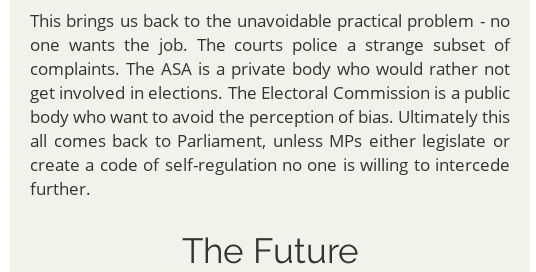 This brings us back to the unavoidable practical problem - no
one wants the job. The courts police a strange subset of
complaints. The ASA is a private body who would rather not
get involved in elections. The Electoral Commission is a public
body who want to avoid the perception of bias. Ultimately this
all comes back to Parliament, unless MPs either legislate or
create a code of self-regulation no one is willing to intercede
further.
The Future